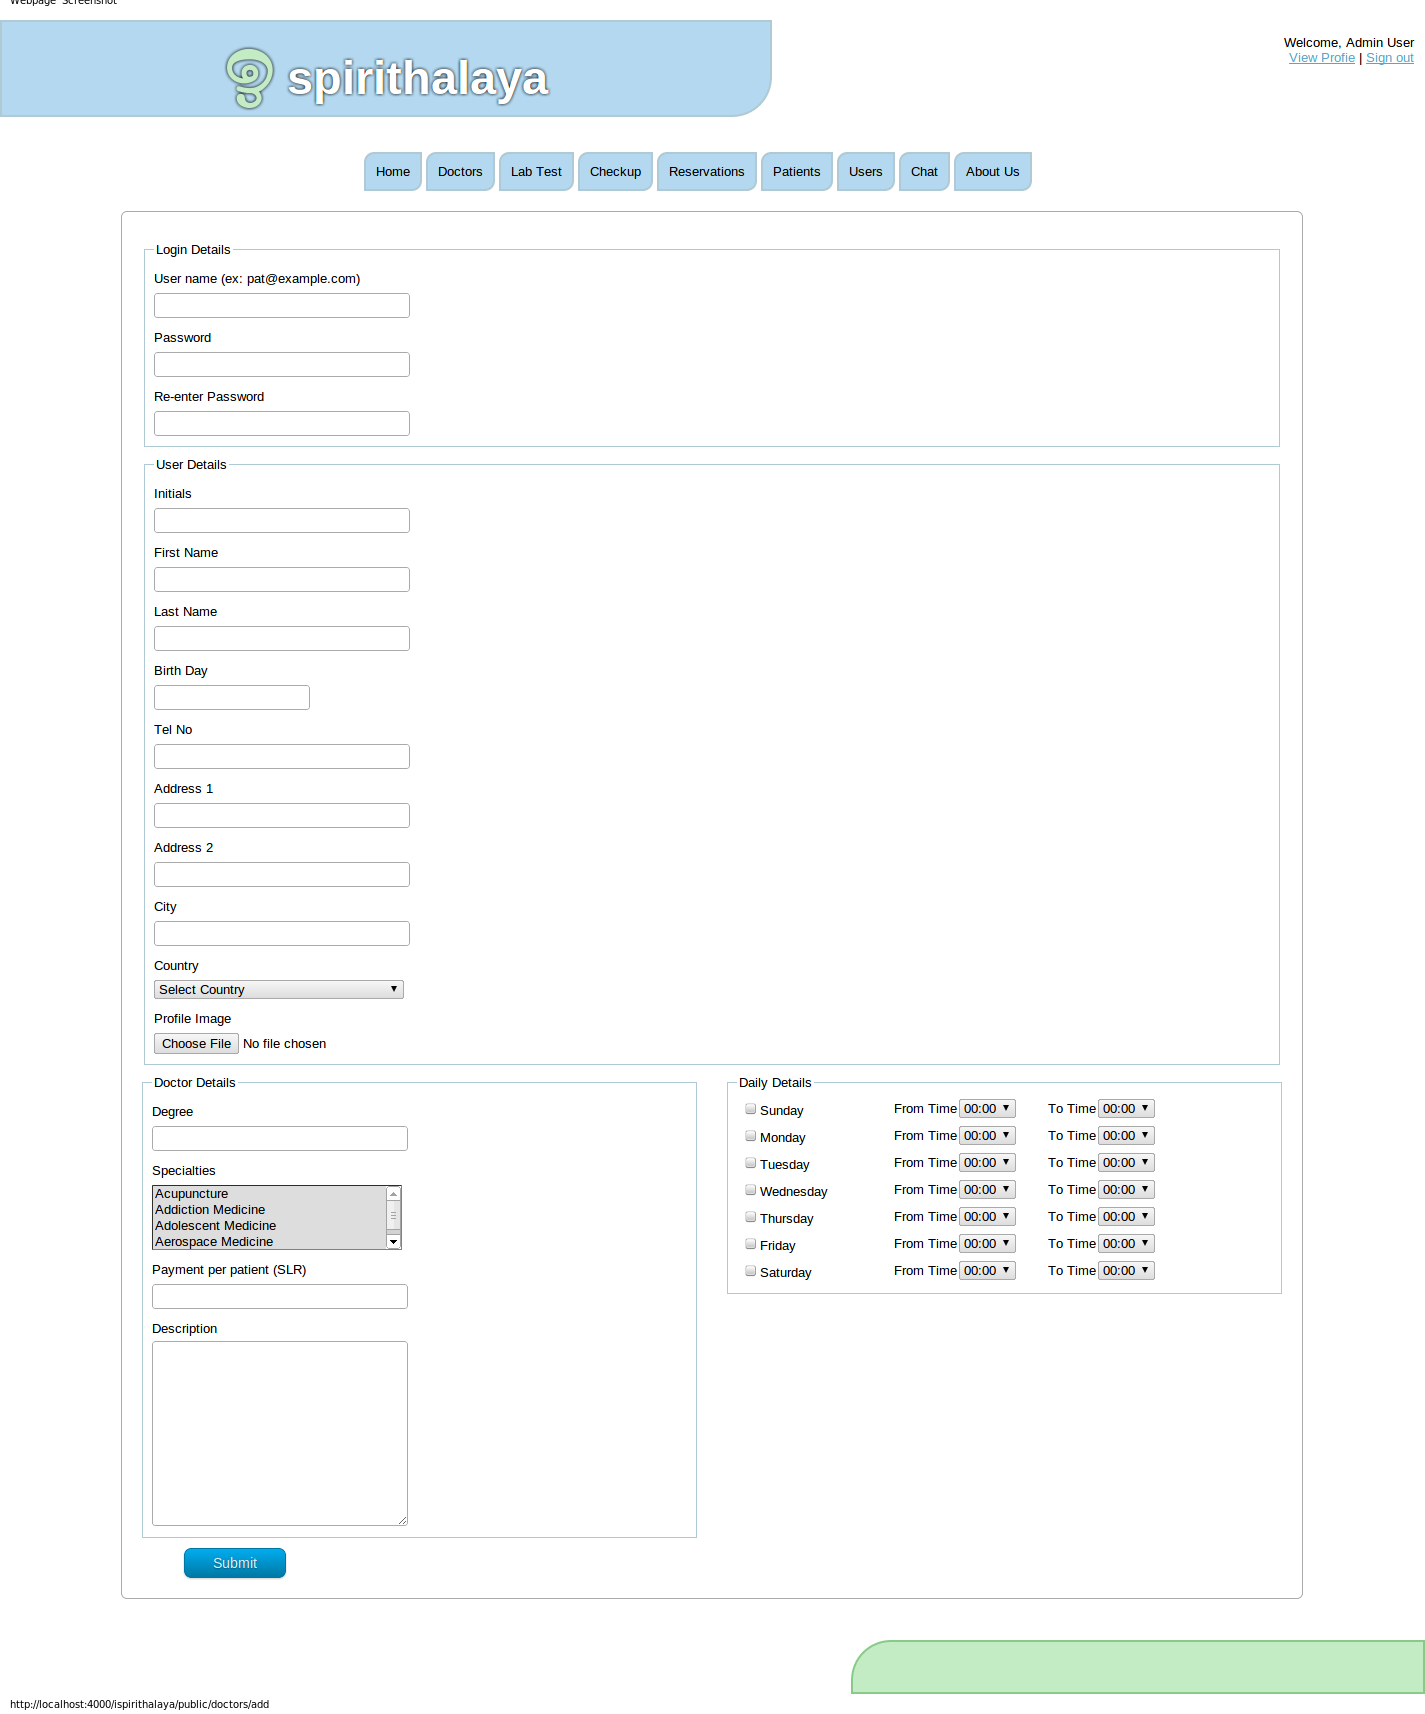 Webpage Screenshot
spirithalaya
Welcome, Admin User
View Profie | Sign out
Home Doctors Lab Test Checkup Reservations Patients Users Chat About Us
Login Details
User name (ex: pat@example.com)
Password
Re-enter Password
User Details
Initials
First Name
Last Name
Birth Day
Tel No
Address 1
Address 2
City
Country
Select Country
Profile Image
Choose File No file chosen
Doctor Details
Degree
Specialties
Acupuncture
Addiction Medicine
Adolescent Medicine
Aerospace Medicine
Payment per patient (SLR)
Description
Daily Details
Sunday From Time 00:00 To Time 00:00
Monday From Time 00:00 To Time 00:00
Tuesday From Time 00:00 To Time 00:00
Wednesday From Time 00:00 To Time 00:00
Thursday From Time 00:00 To Time 00:00
Friday From Time 00:00 To Time 00:00
Saturday From Time 00:00 To Time 00:00
Submit
http://localhost:4000/ispirithalaya/public/doctors/add